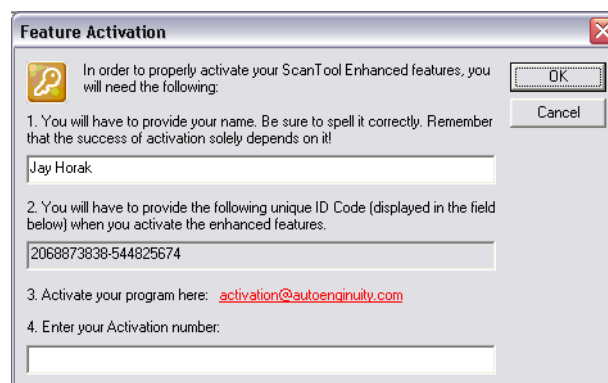 Feature Activation
In order to properly activate your ScanTool Enhanced features, you
will need the following:
OK
Cancel
1. You will have to provide your name. Be sure to spell it correctly. Remember
that the success of activation solely depends on it!
Jay Horak
2. You will have to provide the following unique ID Code (displayed in the field
below) when you activate the enhanced features.
2068873838-544825674
3. Activate your program here: activation@autoenginuity.com
4. Enter your Activation number: